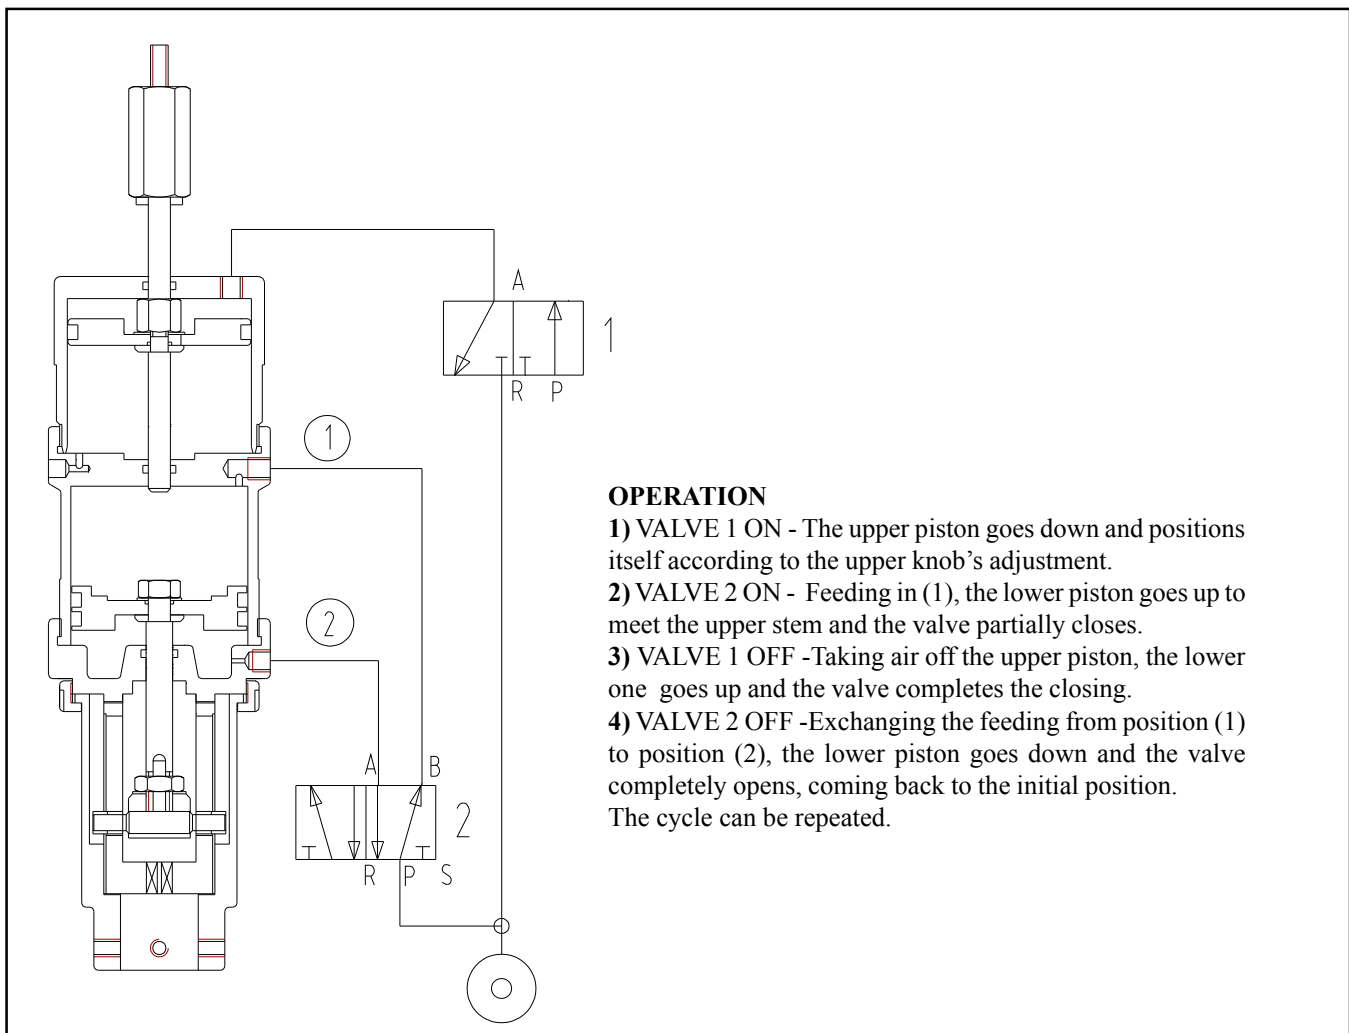 A
1
R P
1
OPERATION
1) VALVE 1 ON - The upper piston goes down and positions
itself according to the upper knob’s adjustment.
2) VALVE 2 ON - Feeding in (1), the lower piston goes up to
meet the upper stem and the valve partially closes.
3) VALVE 1 OFF -Taking air off the upper piston, the lower
one goes up and the valve completes the closing.
4) VALVE 2 OFF -Exchanging the feeding from position (1)
to position (2), the lower piston goes down and the valve
completely opens, coming back to the initial position.
The cycle can be repeated.
2
A B
2
R P S